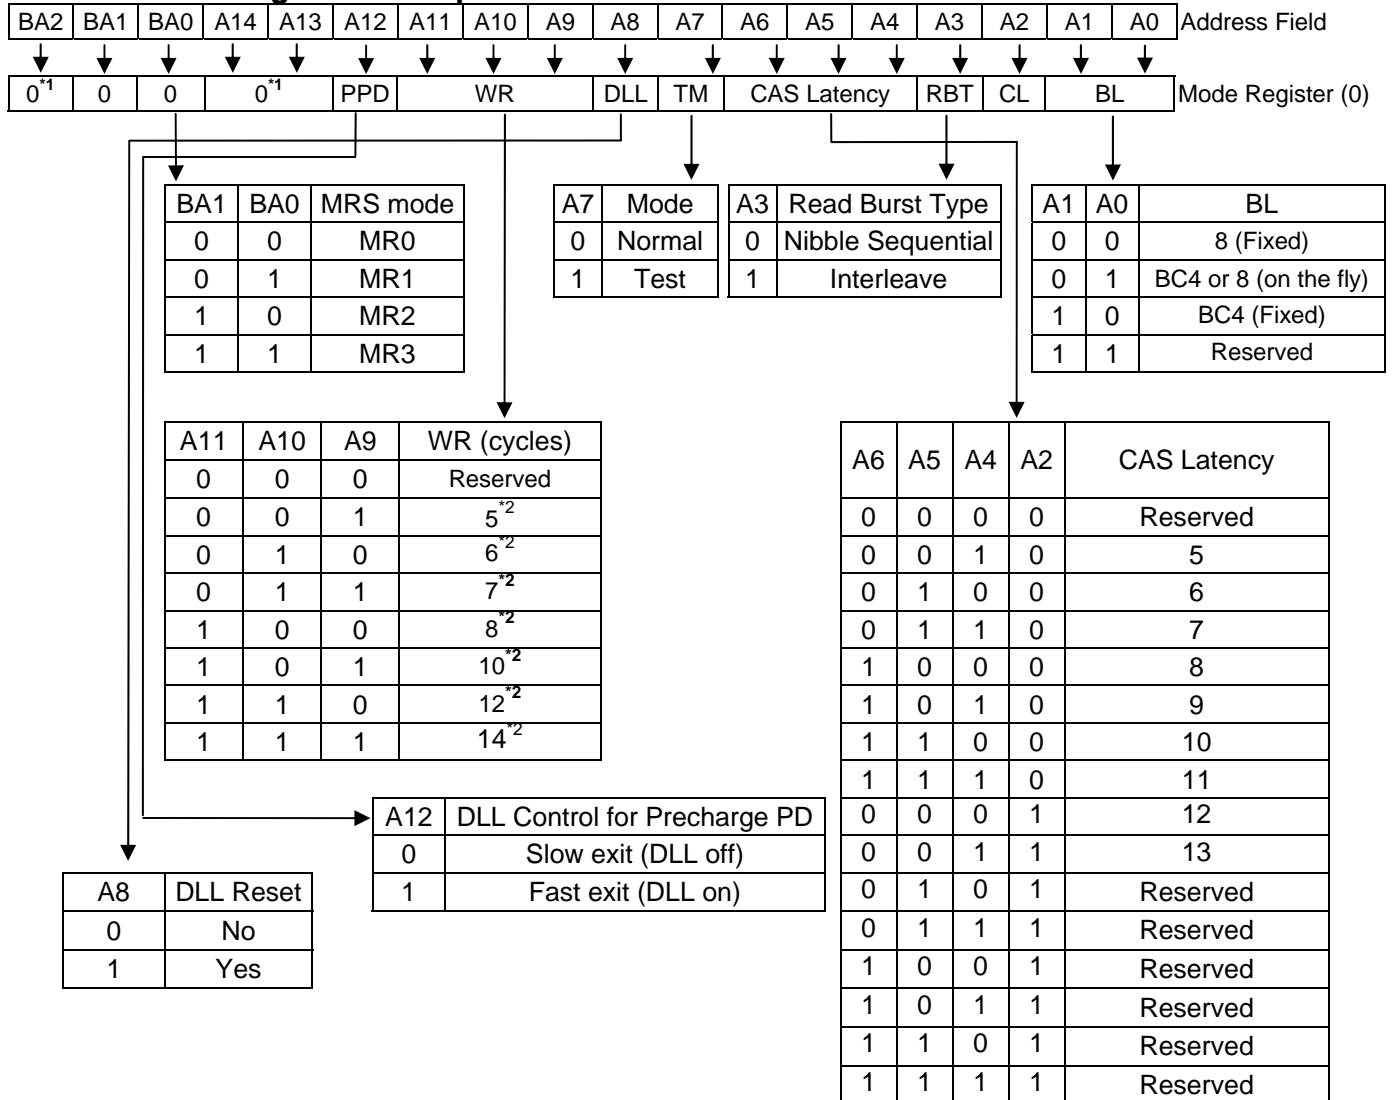 BA2 BA1 BA0 A14 A13 A12 A11 A10 A9 A8 A7 A6 A5 A4 A3 A2 A1 A0 Address Field
0*1 0 0 0*1 PPD WR DLL TM CAS Latency RBT CL BL Mode Register (0)
BA1 BA0 MRS mode
0 0 MR0
0 1 MR1
1 0 MR2
1 1 MR3
A7 Mode
0 Normal
1 Test
A3 Read Burst Type
0 Nibble Sequential
1 Interleave
A1 A0 BL
0 0 8 (Fixed)
0 1 BC4 or 8 (on the fly)
1 0 BC4 (Fixed)
1 1 Reserved
A11 A10 A9 WR (cycles)
0 0 0 Reserved
0 0 1 5*2
0 1 0 6*2
0 1 1 7*2
1 0 0 8*2
1 0 1 10*2
1 1 0 12*2
1 1 1 14*2
A6 A5 A4 A2 CAS Latency
0 0 0 0 Reserved
0 0 1 0 5
0 1 0 0 6
0 1 1 0 7
1 0 0 0 8
1 0 1 0 9
1 1 0 0 10
1 1 1 0 11
0 0 0 1 12
0 0 1 1 13
0 1 0 1 Reserved
0 1 1 1 Reserved
1 0 0 1 Reserved
1 0 1 1 Reserved
1 1 0 1 Reserved
1 1 1 1 Reserved
A12 DLL Control for Precharge PD
0 Slow exit (DLL off)
1 Fast exit (DLL on)
A8 DLL Reset
0 No
1 Yes